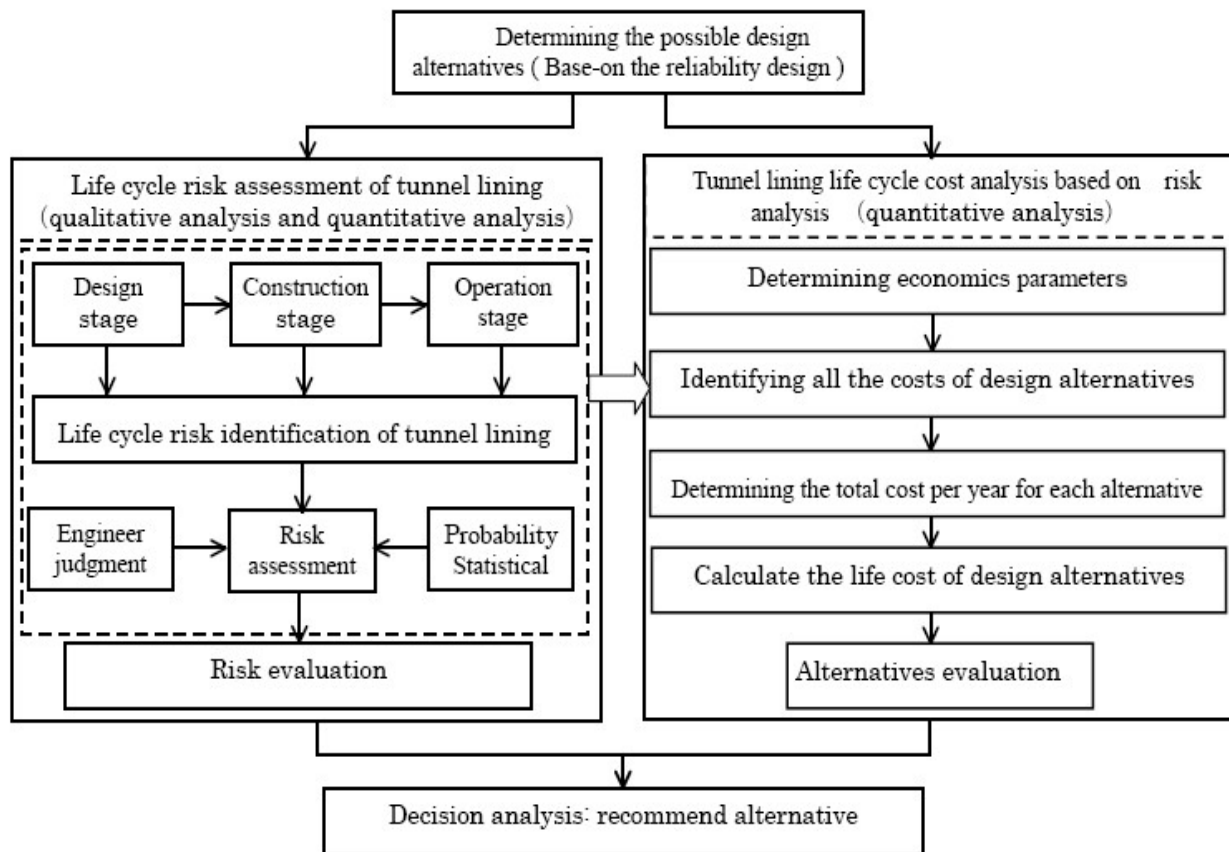 Determining the possible design
alternatives ( Base-on the reliability design )
Life cycle risk assessment of tunnel lining
(qualitative analysis and quantitative analysis)
Design
stage
Construction
stage
Operation
stage
Life cycle risk identification of tunnel lining
Engineer
judgment
Risk
assessment
Probability
Statistical
Risk evaluation
Tunnel lining life cycle cost analysis based on risk
analysis (quantitative analysis)
Determining economics parameters
Identifying all the costs of design alternatives
Determining the total cost per year for each alternative
Calculate the life cost of design alternatives
Alternatives evaluation
Decision analysis: recommend alternative